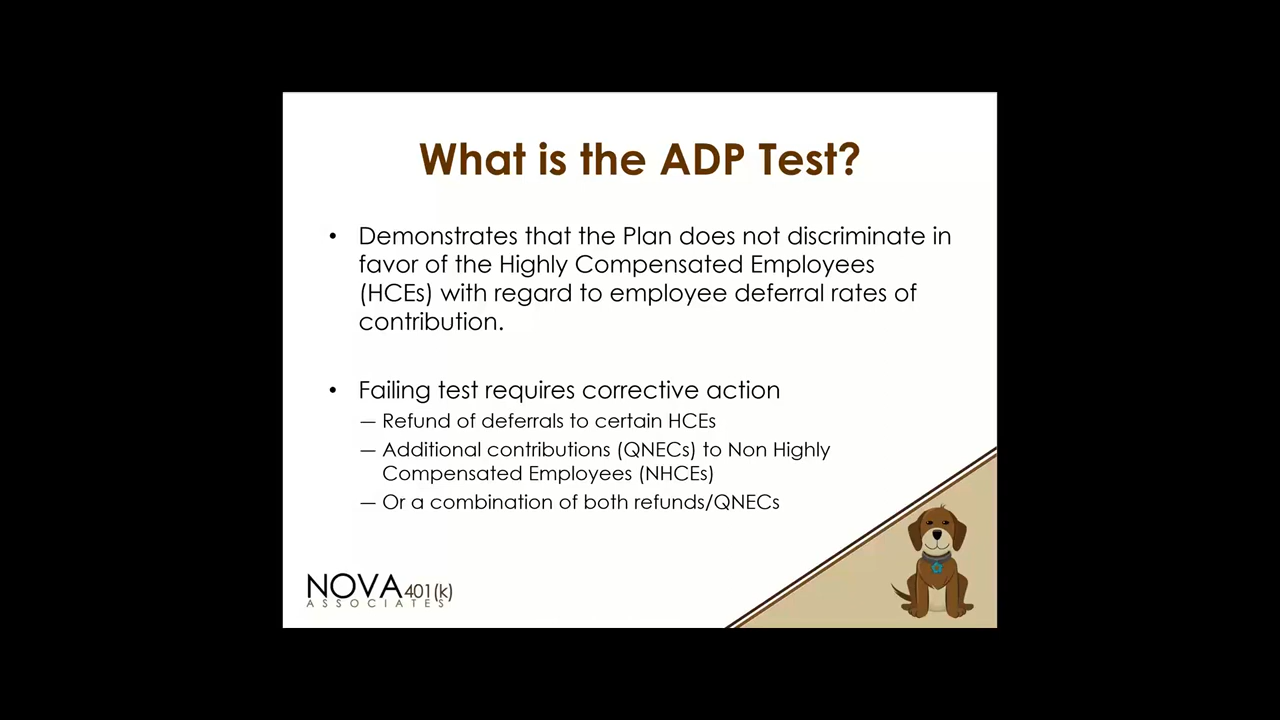 What is the ADP Test?
• Demonstrates that the Plan does not discriminate in
favor of the Highly Compensated Employees
(HCEs) with regard to employee deferral rates of
contribution.
• Failing test requires corrective action
— Refund of deferrals to certain HCEs
— Additional contributions (QNECs) to Non Highly
Compensated Employees (NHCEs)
— Or a combination of both refunds/QNECs
NOVA 401(k)
ASSOCIATES